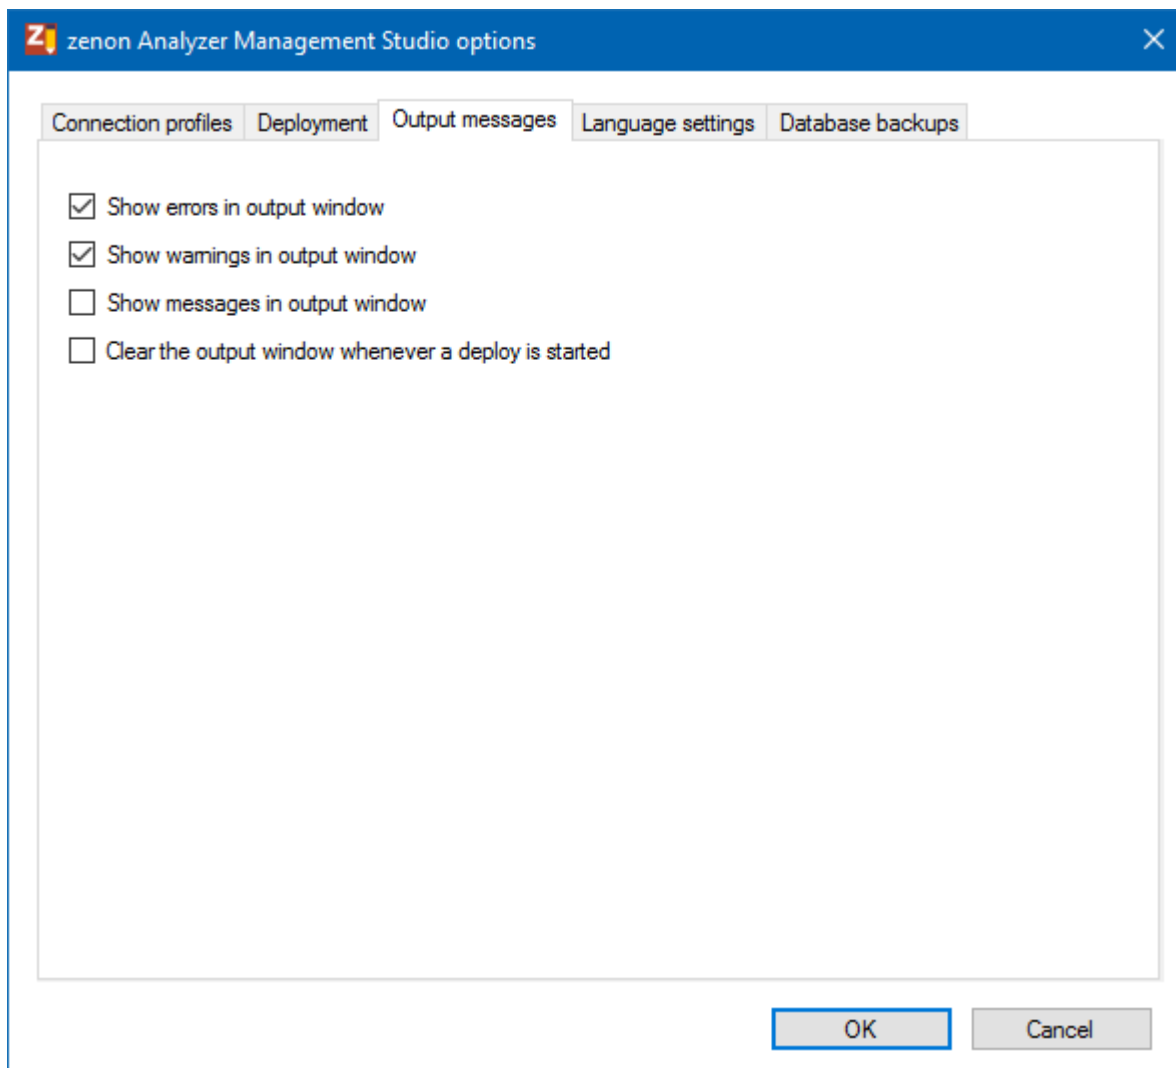 zenon Analyzer Management Studio options
Connection profiles Deployment Output messages Language settings Database backups
Show errors in output window
Show warnings in output window
Show messages in output window
Clear the output window whenever a deploy is started
OK Cancel